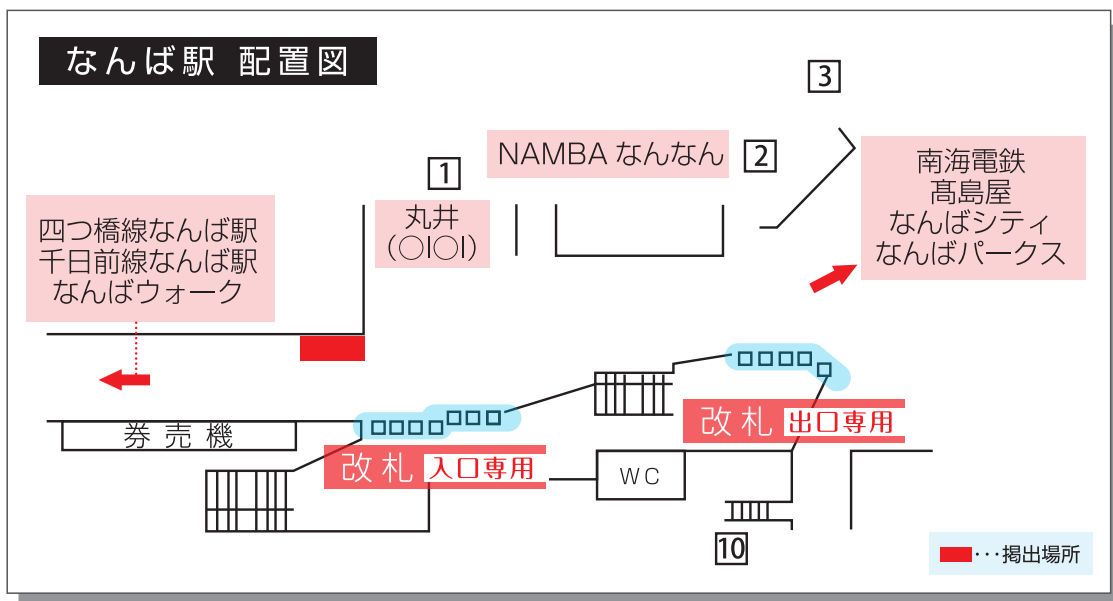 なんば駅 配置図
3
1
NAMBA なんなん
2
南海電鉄
髙島屋
なんばシティ
なんばパークス
四つ橋線なんば駅
千日前線なんば駅
なんばウォーク
丸井
(○I○I)
券売機
改札 入口専用
改札 出口専用
WC
10
･･･掲出場所